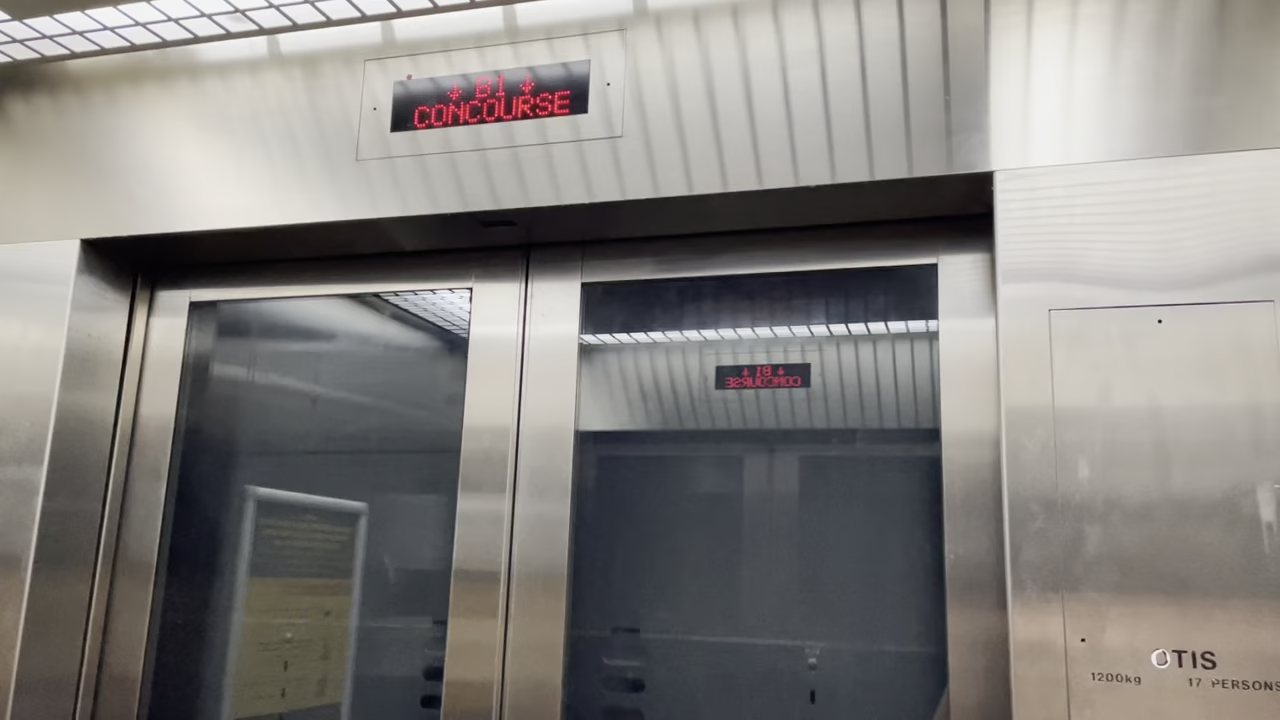 ↓ B1 ↓
CONCOURSE
OTIS
1200kg 17 PERSONS